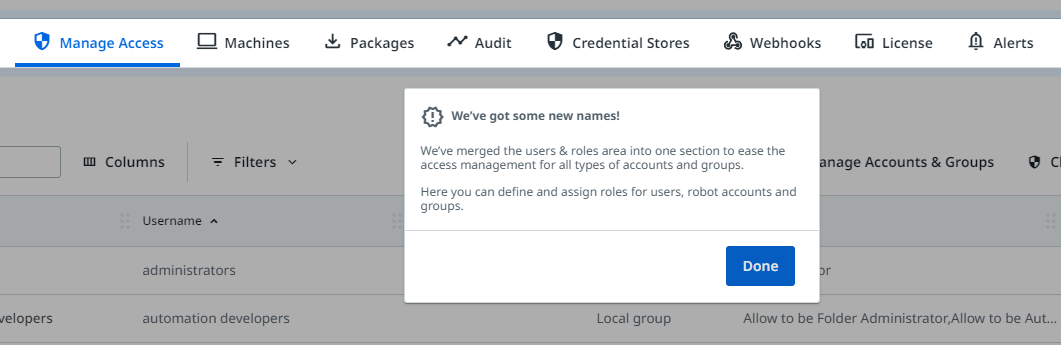 Manage Access Machines Packages Audit Credential Stores Webhooks License Alerts
We've got some new names!
We've merged the users & roles area into one section to ease the
access management for all types of accounts and groups.
Here you can define and assign roles for users, robot accounts and
groups.
Done
Columns Filters anage Accounts & Groups
Username
administrators or
velopers automation developers Local group Allow to be Folder Administrator,Allow to be Aut...